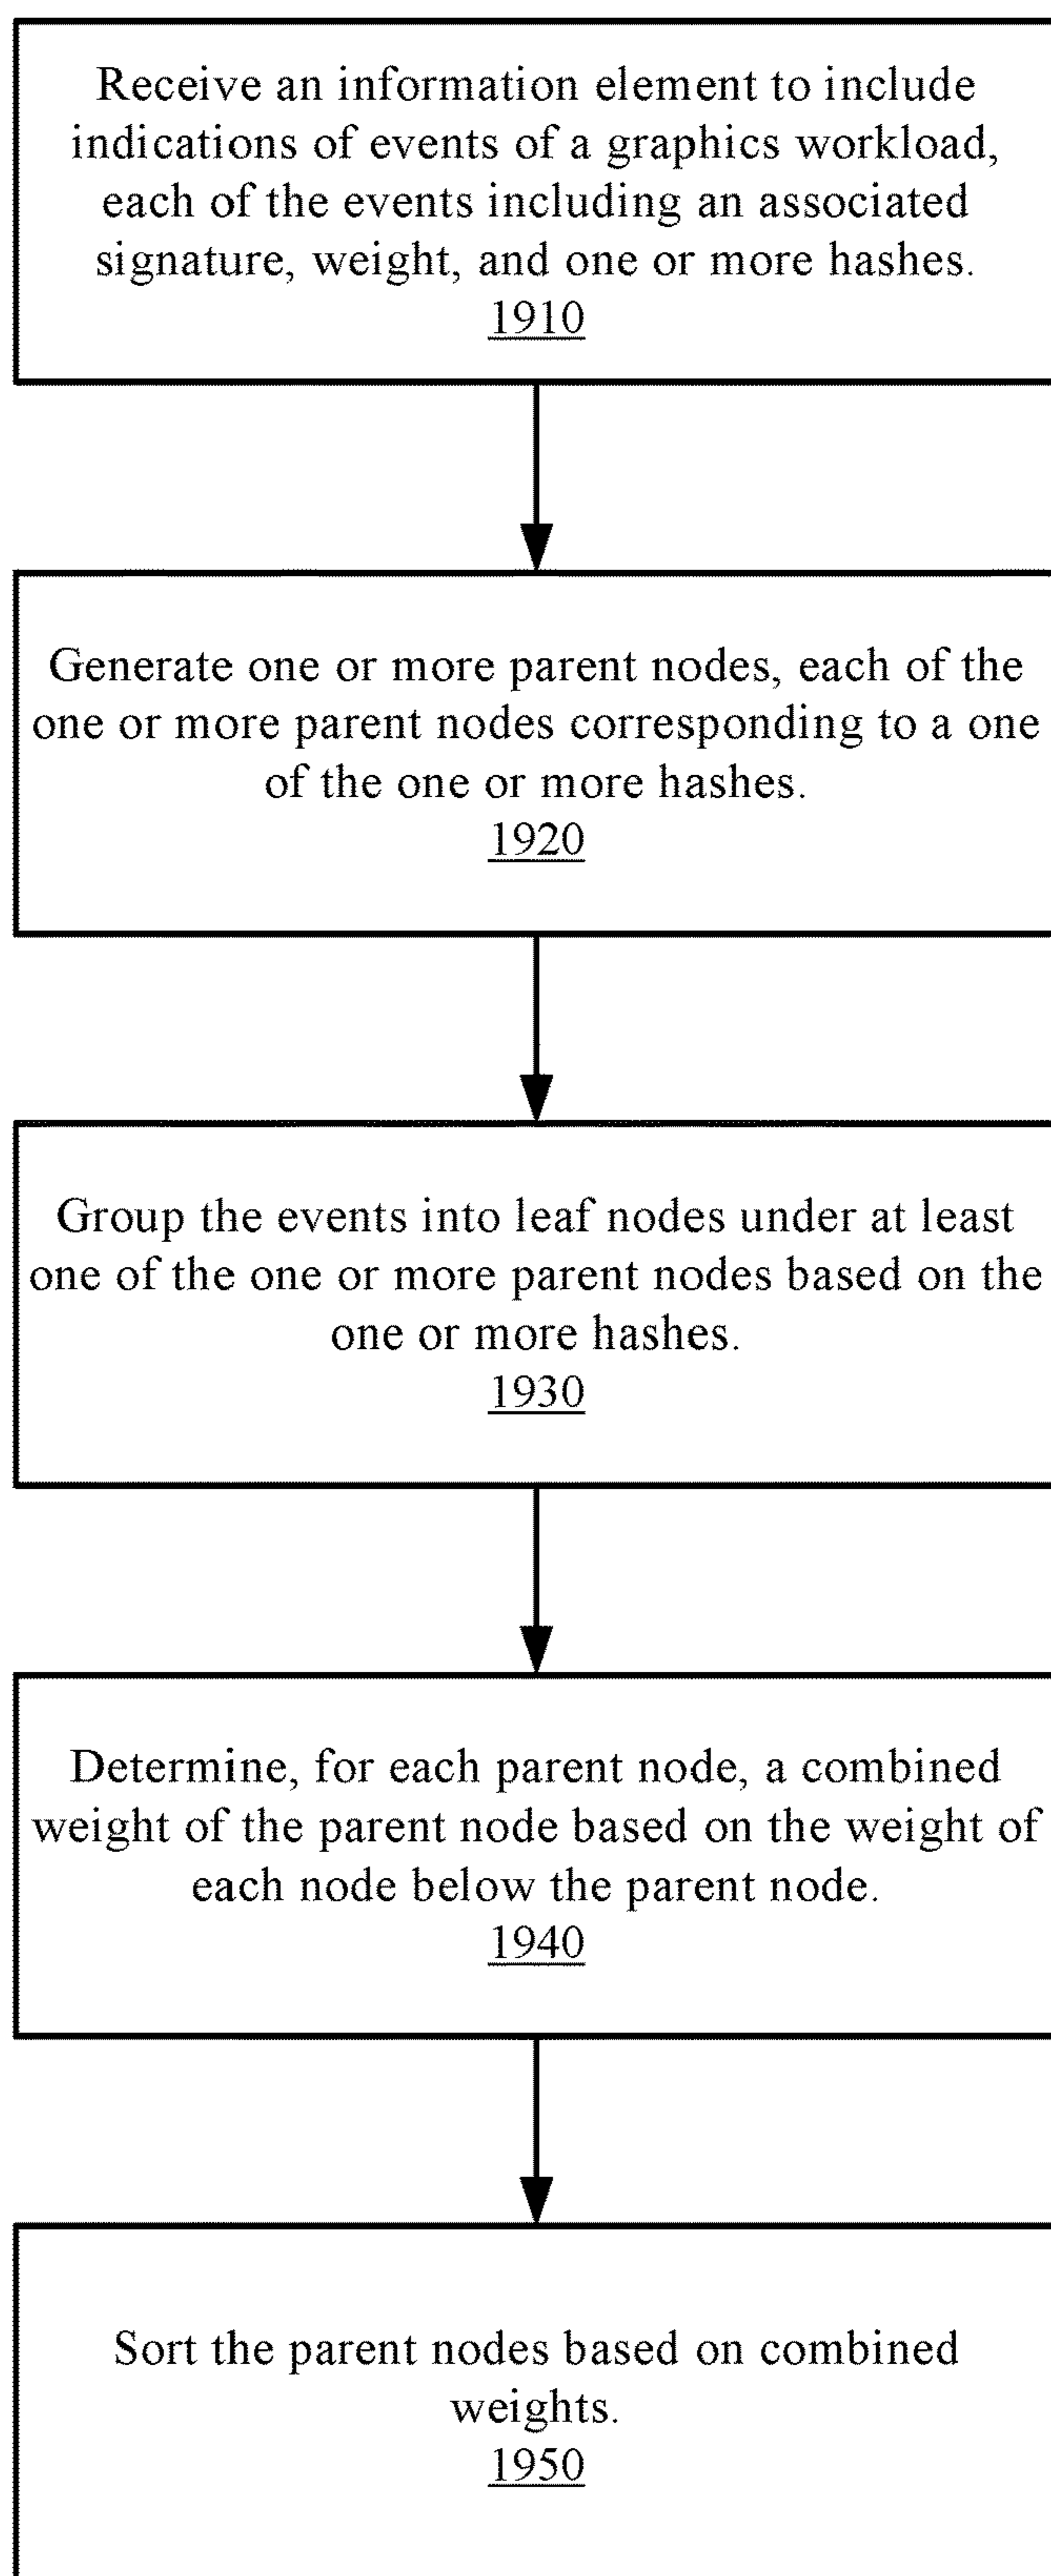 Receive an information element to include
indications of events of a graphics workload,
each of the events including an associated
signature, weight, and one or more hashes.
1910
Generate one or more parent nodes, each of the
one or more parent nodes corresponding to a one
of the one or more hashes.
1920
Group the events into leaf nodes under at least
one of the one or more parent nodes based on the
one or more hashes.
1930
Determine, for each parent node, a combined
weight of the parent node based on the weight of
each node below the parent node.
1940
Sort the parent nodes based on combined
weights.
1950